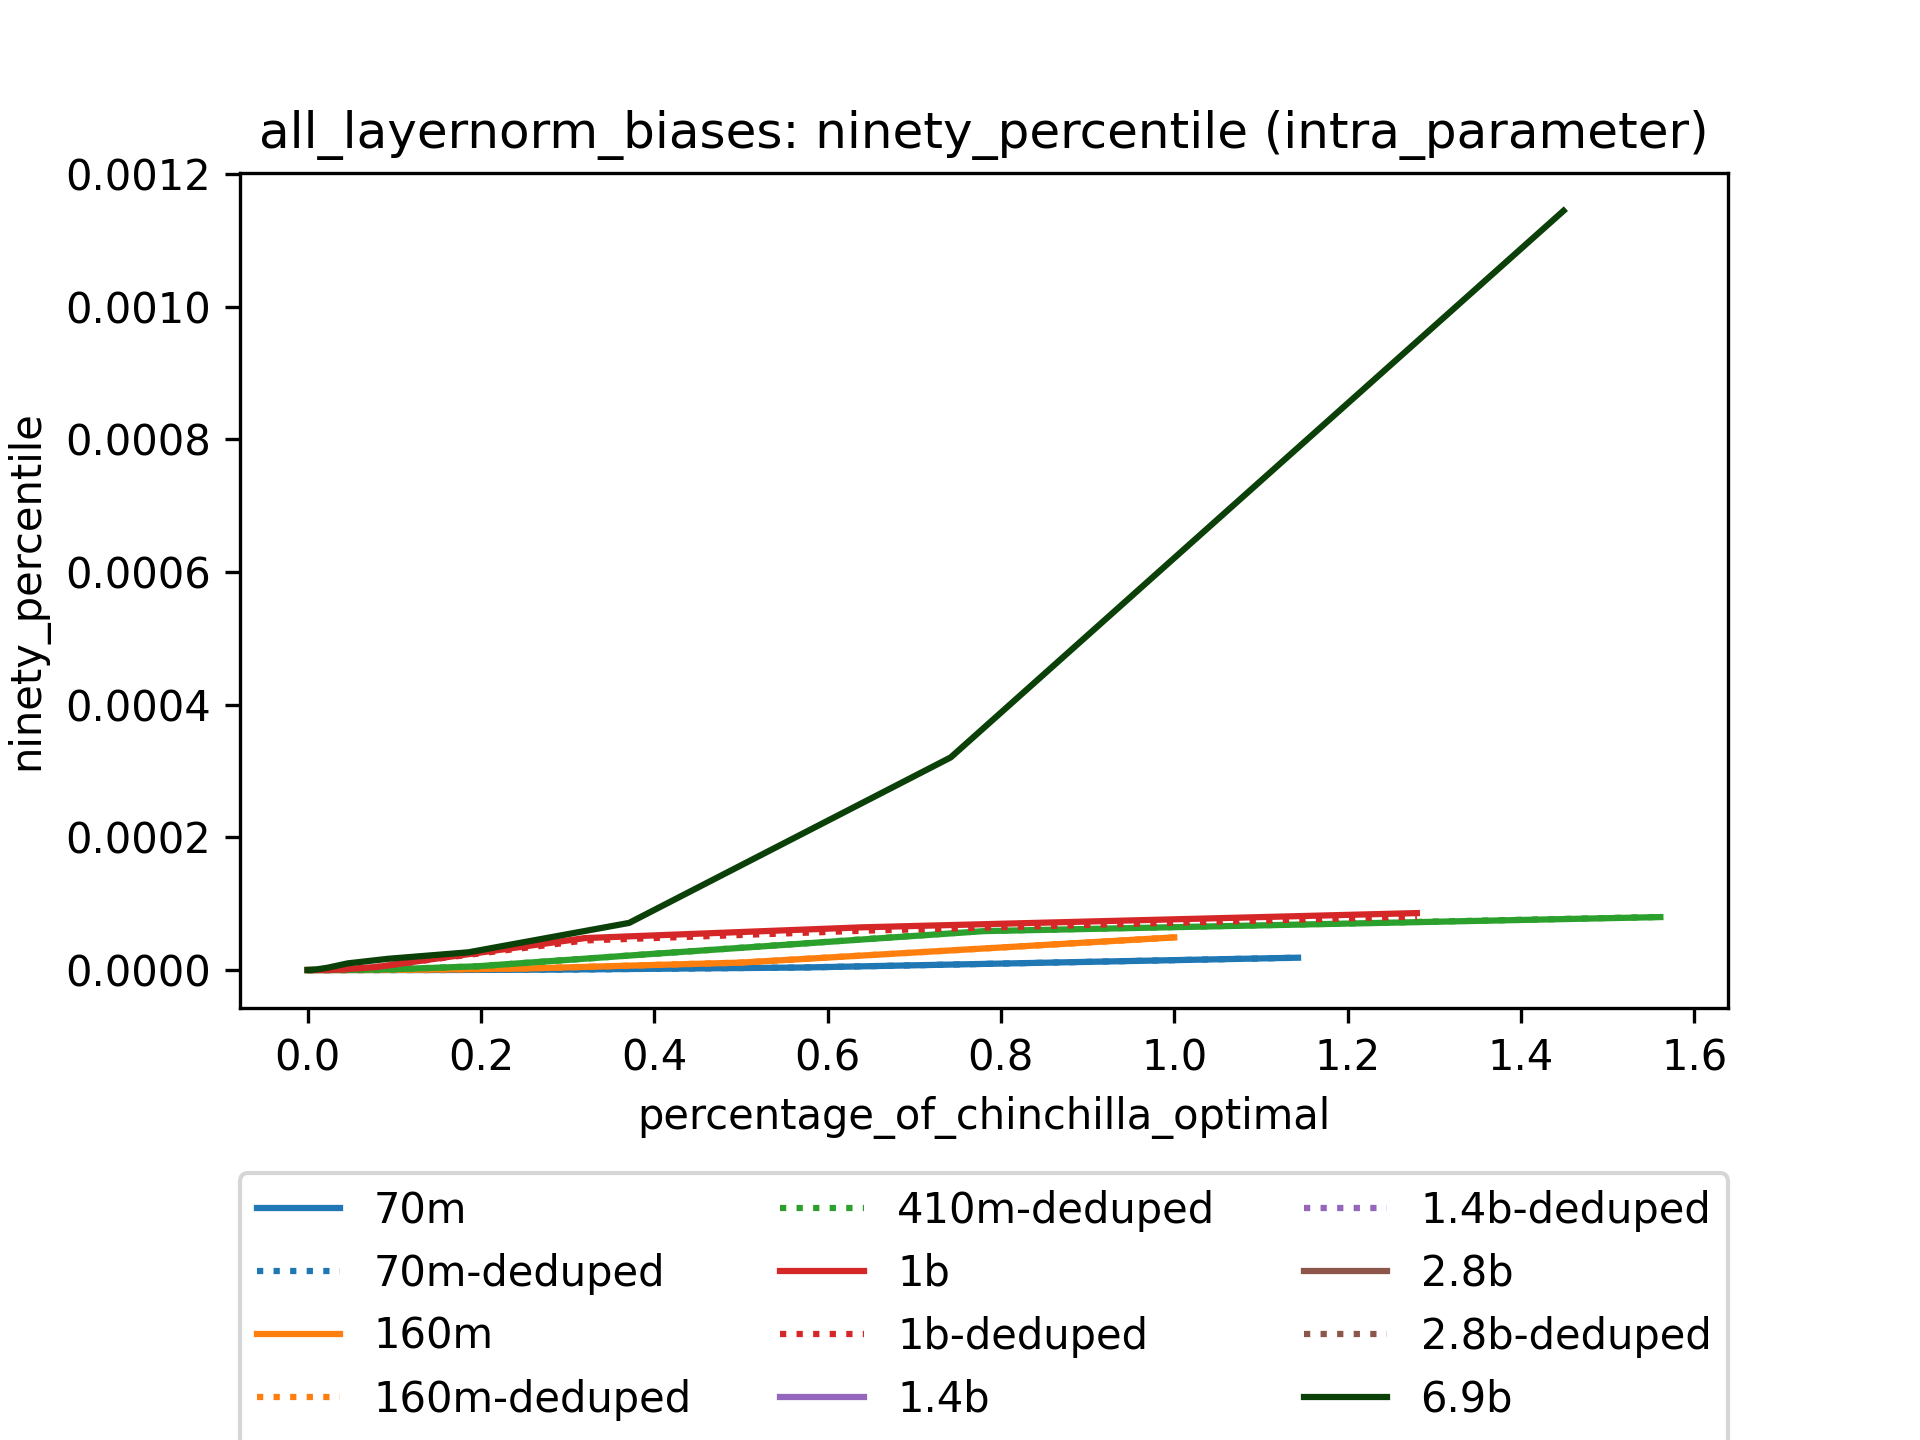 all_layernorm_biases: ninety_percentile (intra_parameter)
0.0012
0.0010
0.0008
0.0006
0.0004
0.0002
0.0000
ninety_percentile
0.0 0.2 0.4 0.6 0.8 1.0 1.2 1.4 1.6
percentage_of_chinchilla_optimal
70m 410m-deduped 1.4b-deduped
70m-deduped 1b 2.8b
160m 1b-deduped 2.8b-deduped
160m-deduped 1.4b 6.9b